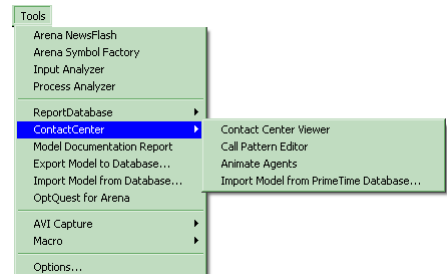 Tools
Arena NewsFlash
Arena Symbol Factory
Input Analyzer
Process Analyzer
ReportDatabase
ContactCenter
Model Documentation Report
Export Model to Database...
Import Model from Database...
OptQuest for Arena
AVI Capture
Macro
Options...
Contact Center Viewer
Call Pattern Editor
Animate Agents
Import Model from PrimeTime Database...